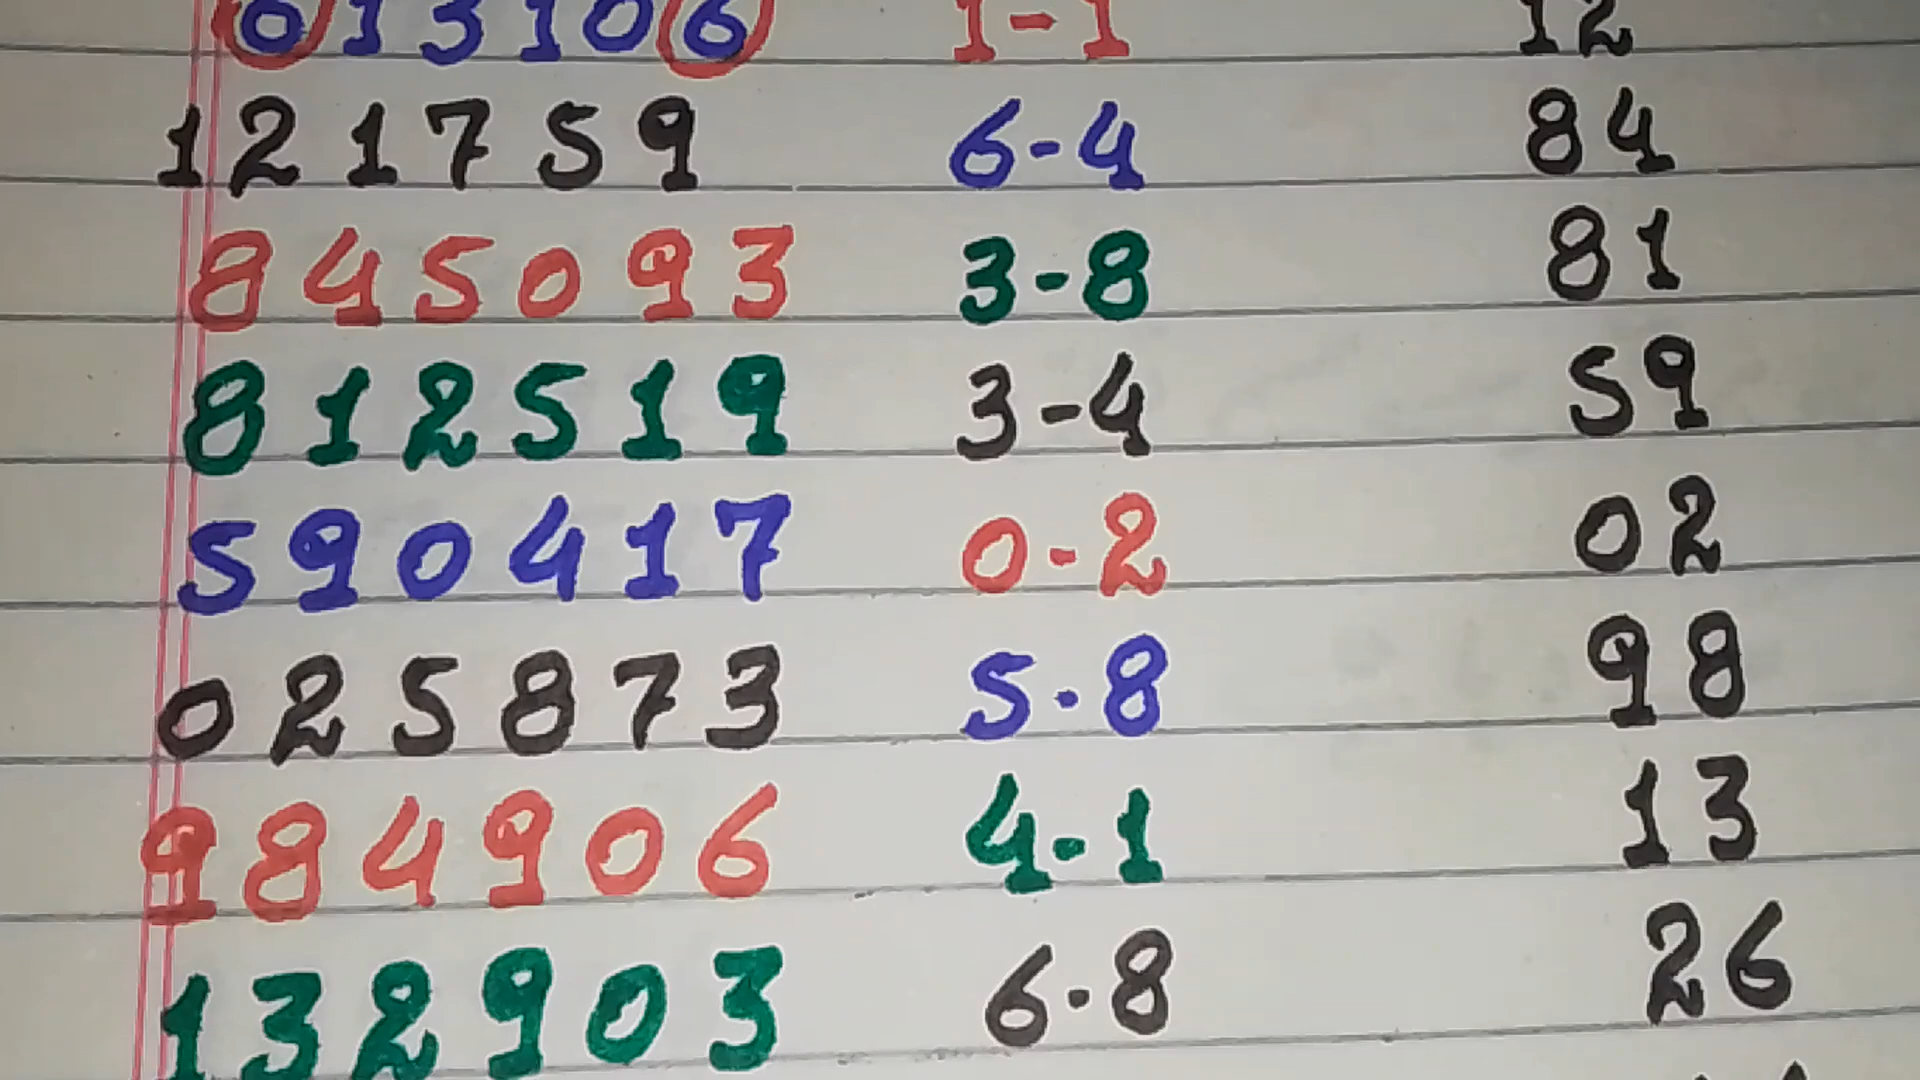 613106 1-1 12
121759 6-4 84
845093 3-8 81
812519 3-4 59
590417 0-2 02
025873 5-8 98
984906 4-1 13
132903 6-8 26